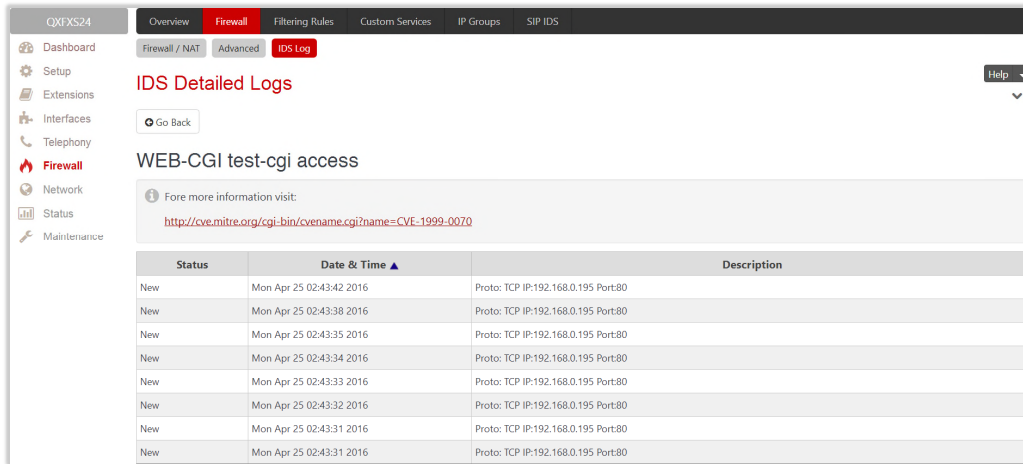 QXFXS24 Overview Firewall Filtering Rules Custom Services IP Groups SIP IDS
Dashboard
Setup
Extensions
Interfaces
Telephony
Firewall
Network
Status
Maintenance
Firewall / NAT Advanced IDS Log
IDS Detailed Logs
Help
Go Back
WEB-CGI test-cgi access
Fore more information visit:
http://cve.mitre.org/cgi-bin/cvename.cgi?name=CVE-1999-0070
Status Date & Time Description
New Mon Apr 25 02:43:42 2016 Proto: TCP IP:192.168.0.195 Port:80
New Mon Apr 25 02:43:38 2016 Proto: TCP IP:192.168.0.195 Port:80
New Mon Apr 25 02:43:35 2016 Proto: TCP IP:192.168.0.195 Port:80
New Mon Apr 25 02:43:34 2016 Proto: TCP IP:192.168.0.195 Port:80
New Mon Apr 25 02:43:33 2016 Proto: TCP IP:192.168.0.195 Port:80
New Mon Apr 25 02:43:32 2016 Proto: TCP IP:192.168.0.195 Port:80
New Mon Apr 25 02:43:31 2016 Proto: TCP IP:192.168.0.195 Port:80
New Mon Apr 25 02:43:31 2016 Proto: TCP IP:192.168.0.195 Port:80